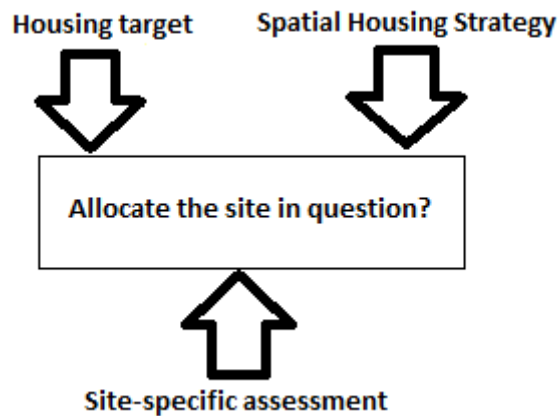 Housing target
Spatial Housing Strategy
Allocate the site in question?
Site-specific assessment